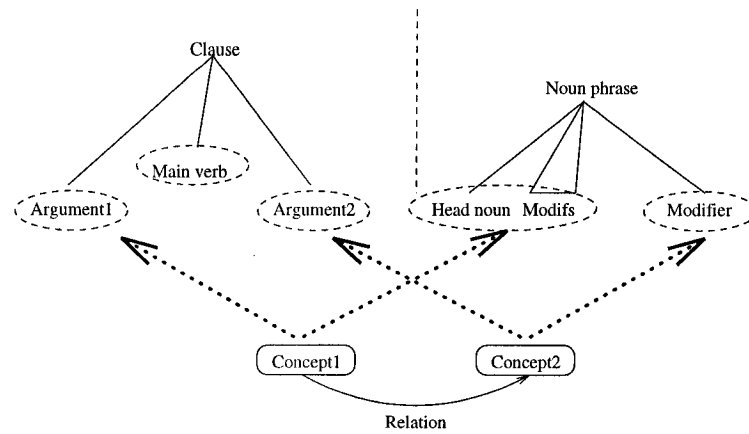 Clause
Noun phrase
Main verb
Argument1 Argument2 Head noun Modifs Modifier
Concept1 Concept2
Relation